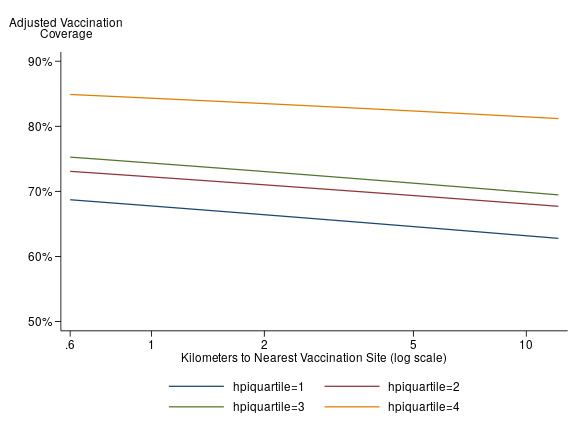 Adjusted Vaccination
Coverage
90%
80%
70%
60%
50%
.6 1 2 5 10
Kilometers to Nearest Vaccination Site (log scale)
hpiquartile=1 hpiquartile=2
hpiquartile=3 hpiquartile=4